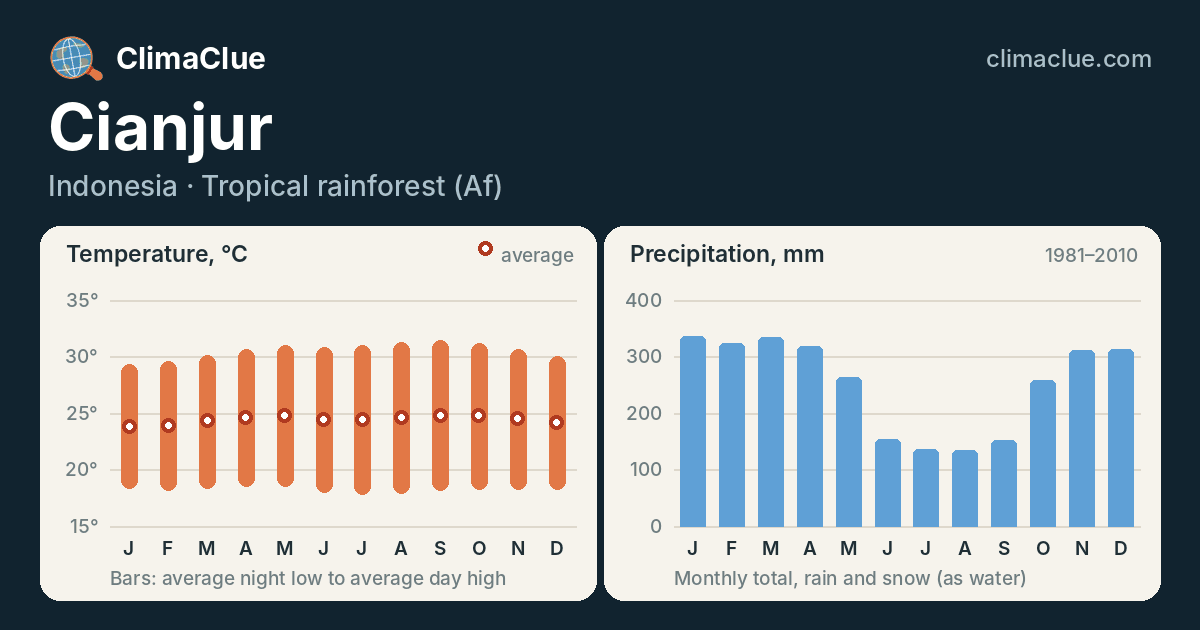 ClimaClue
climaclue.com
Cianjur
Indonesia · Tropical rainforest (Af)
Temperature, °C
average
35°
30°
25°
20°
15°
J F M A M J J A S O N D
Bars: average night low to average day high
Precipitation, mm
1981–2010
400
300
200
100
0
J F M A M J J A S O N D
Monthly total, rain and snow (as water)